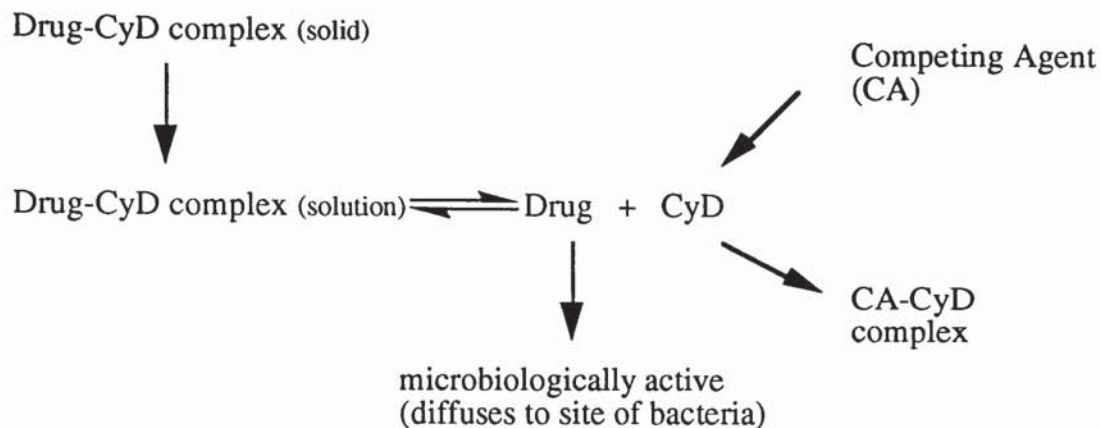 Drug-CyD complex (solid)
Competing Agent
(CA)
Drug-CyD complex (solution)
Drug + CyD
CA-CyD
complex
microbiologically active
(diffuses to site of bacteria)